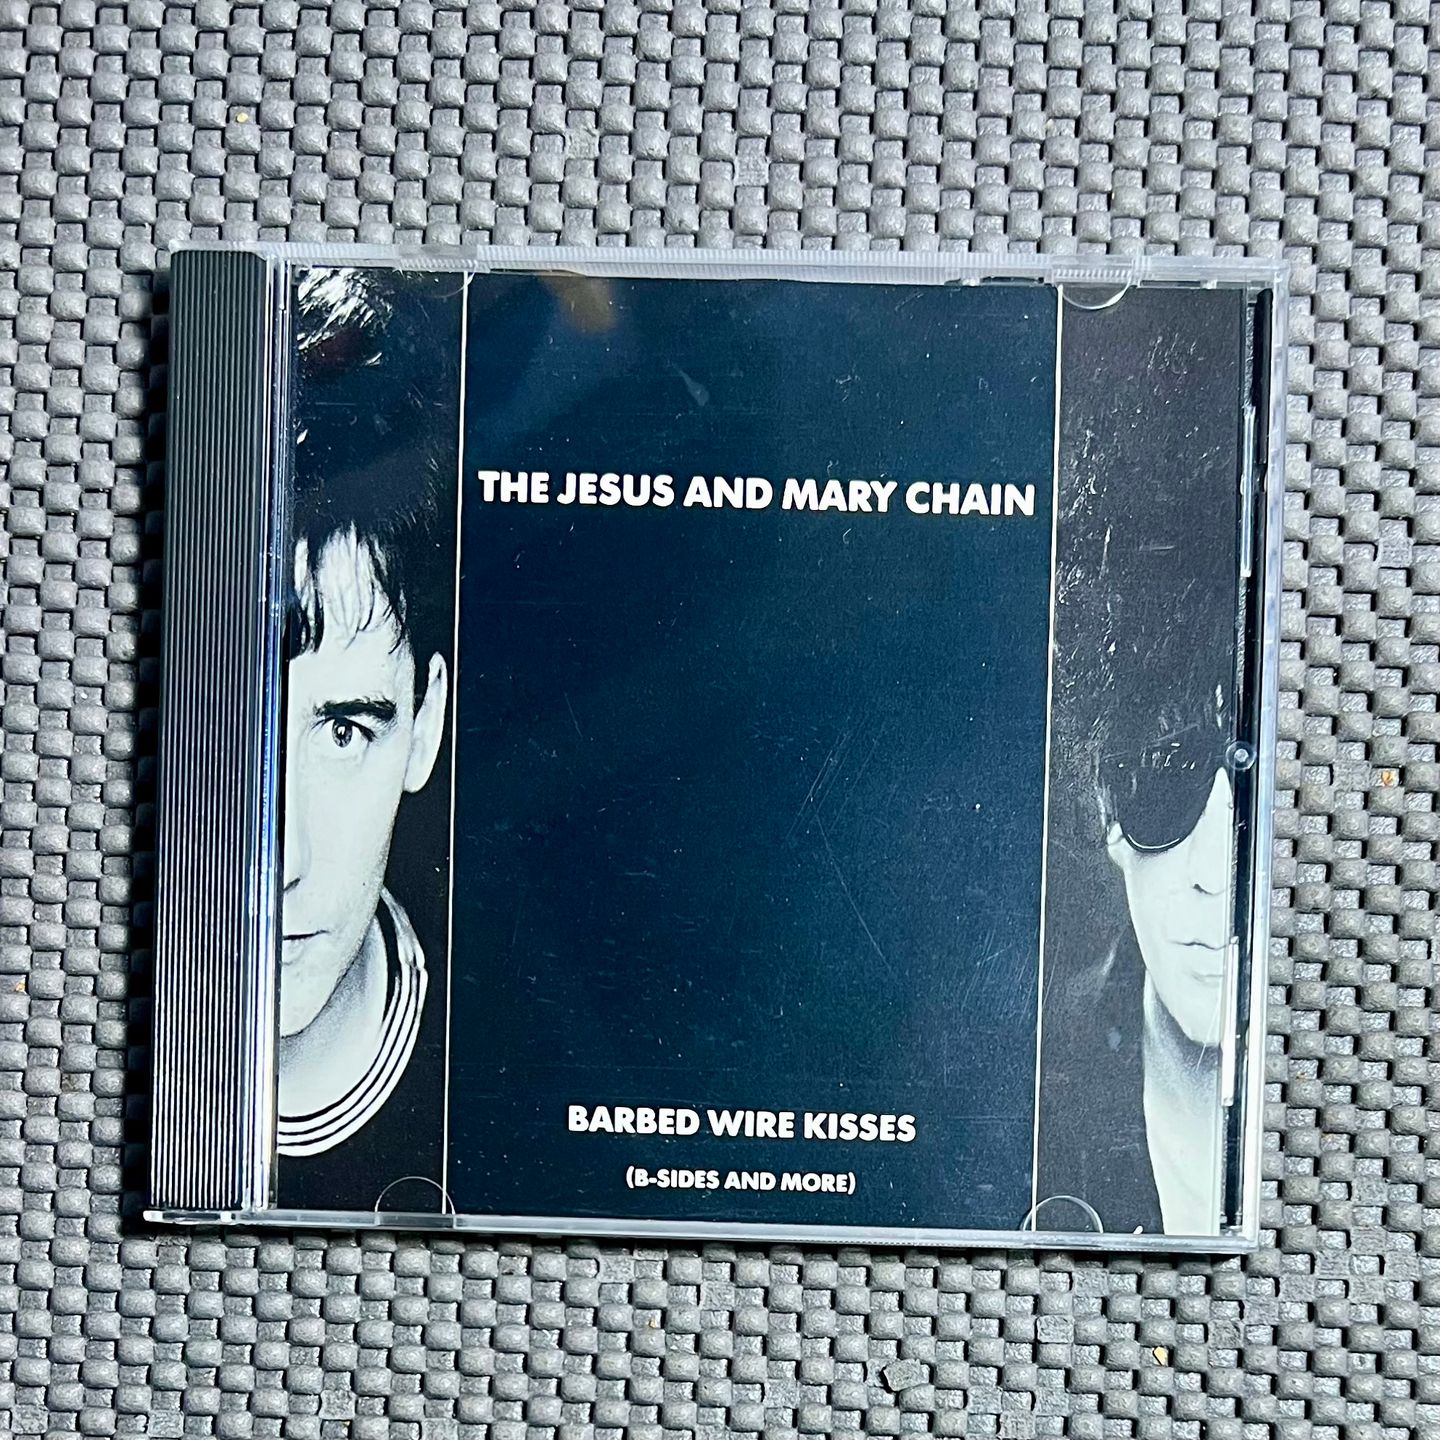 THE JESUS AND MARY CHAIN
BARBED WIRE KISSES
(B-SIDES AND MORE)